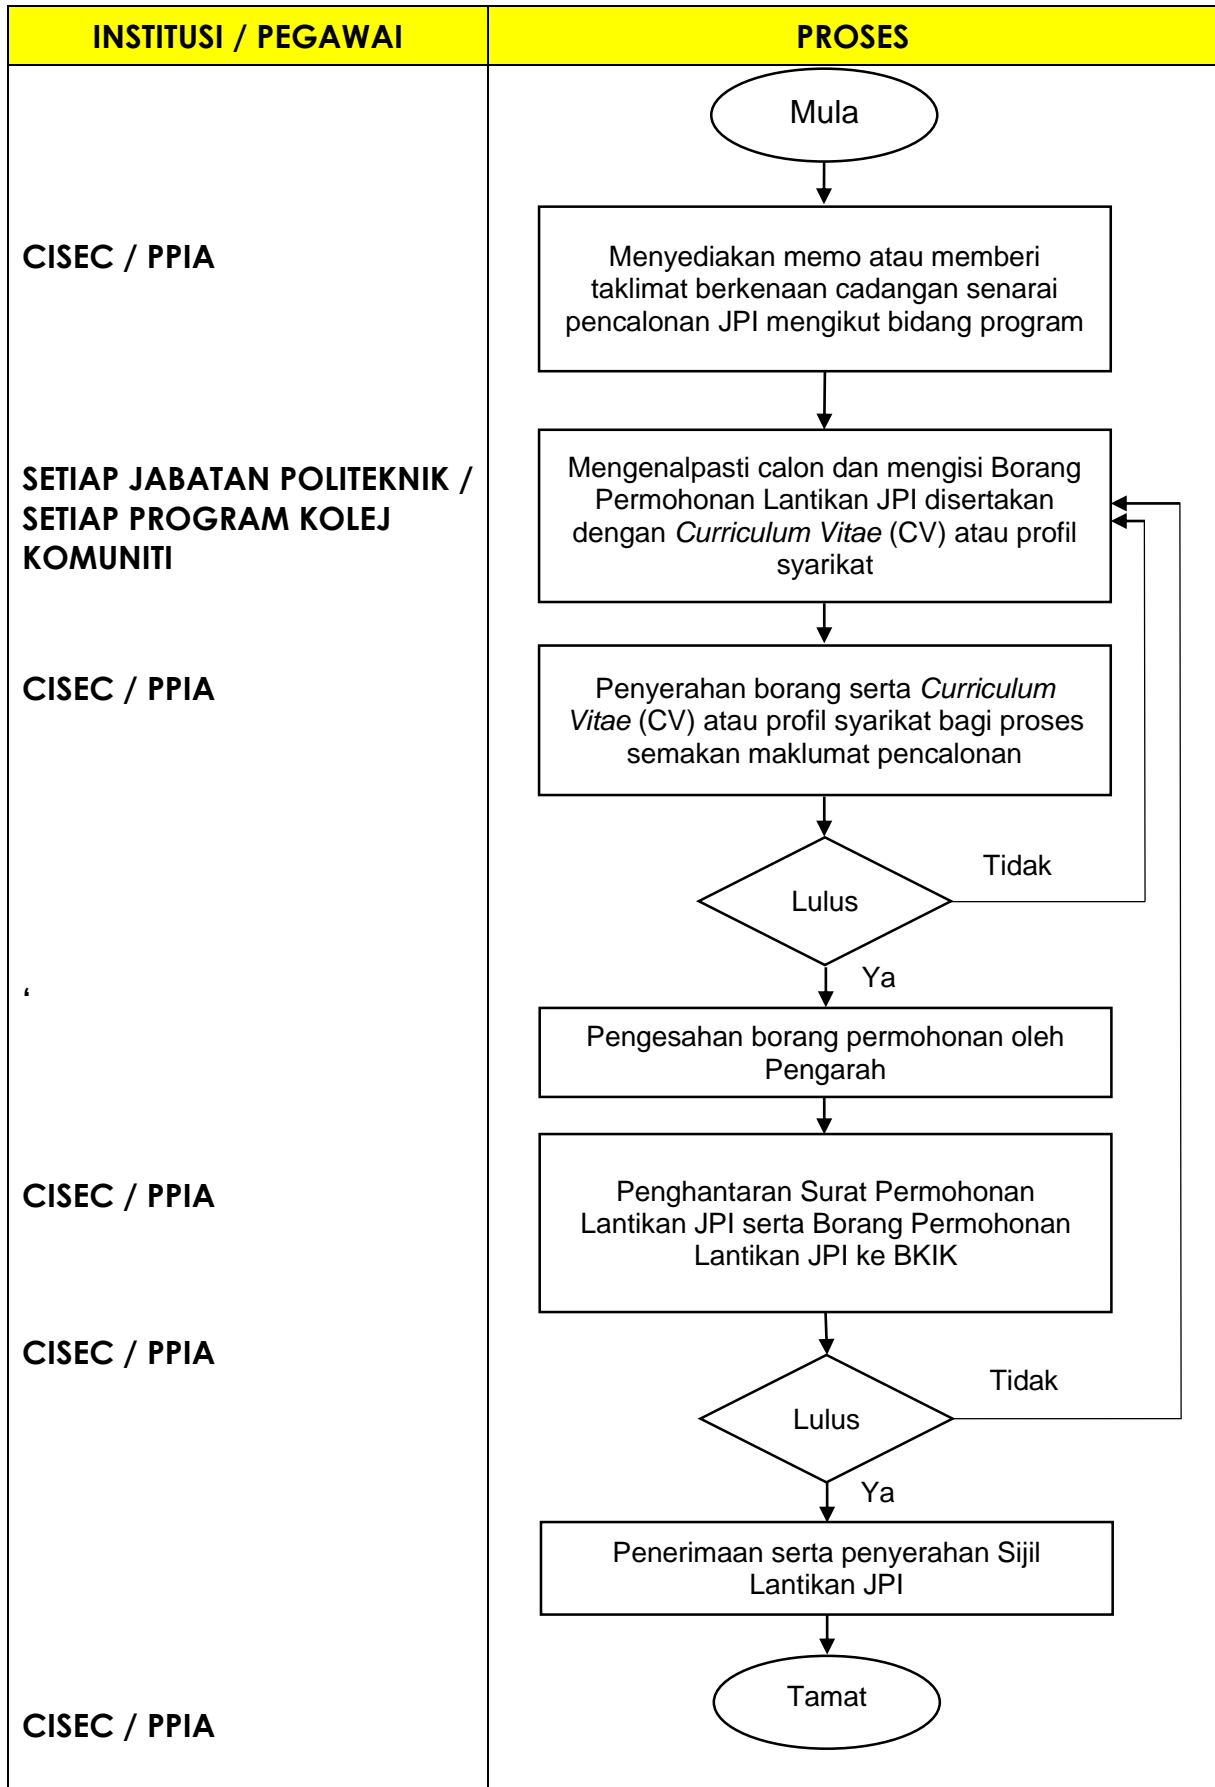 INSTITUSI / PEGAWAI
PROSES
Mula
CISEC / PPIA
Menyediakan memo atau memberi
taklimat berkenaan cadangan senarai
pencalonan JPI mengikut bidang program
SETIAP JABATAN POLITEKNIK /
SETIAP PROGRAM KOLEJ
KOMUNITI
Mengenalpasti calon dan mengisi Borang
Permohonan Lantikan JPI disertakan
dengan Curriculum Vitae (CV) atau profil
syarikat
CISEC / PPIA
Penyerahan borang serta Curriculum
Vitae (CV) atau profil syarikat bagi proses
semakan maklumat pencalonan
Tidak
Lulus
Ya
‘
Pengesahan borang permohonan oleh
Pengarah
CISEC / PPIA
Penghantaran Surat Permohonan
Lantikan JPI serta Borang Permohonan
Lantikan JPI ke BKIK
CISEC / PPIA
Tidak
Lulus
Ya
Penerimaan serta penyerahan Sijil
Lantikan JPI
Tamat
CISEC / PPIA